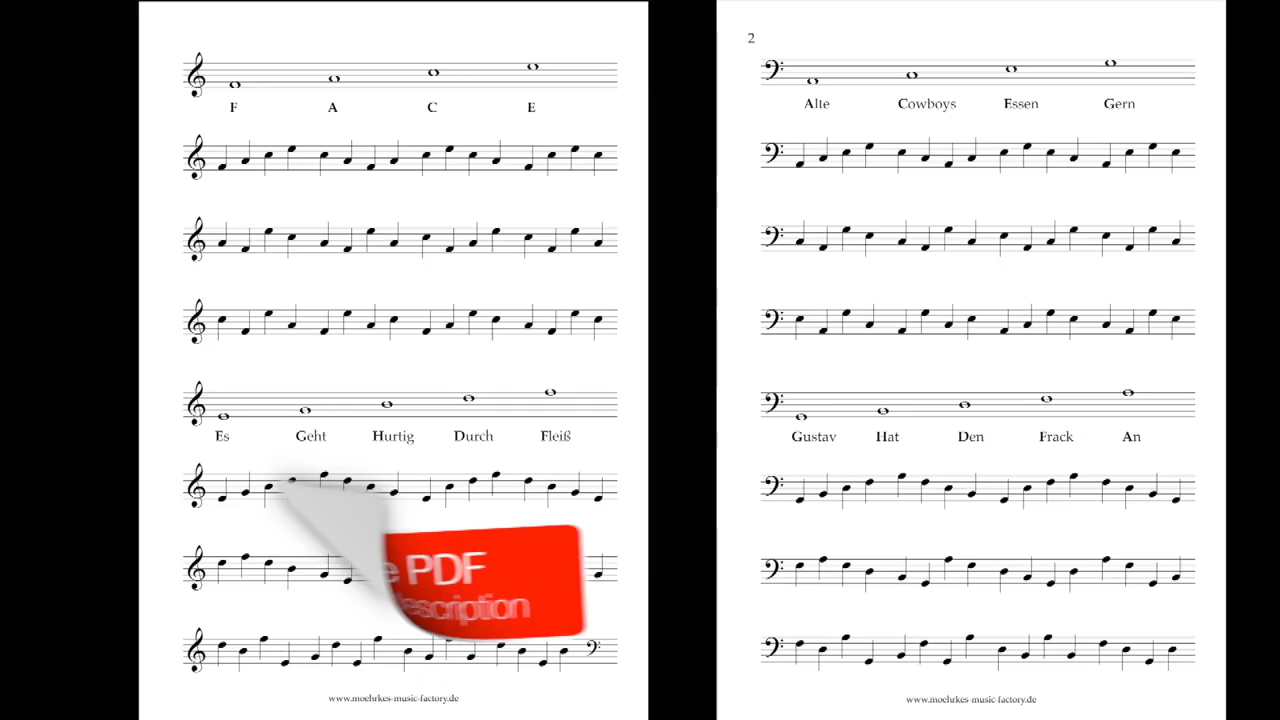 F A C E
Es Geht Hurtig Durch Fleiß
PDF
www.moehrkes-music-factory.de
2
Alte Cowboys Essen Gern
Gustav Hat Den Frack An
www.moehrkes-music-factory.de